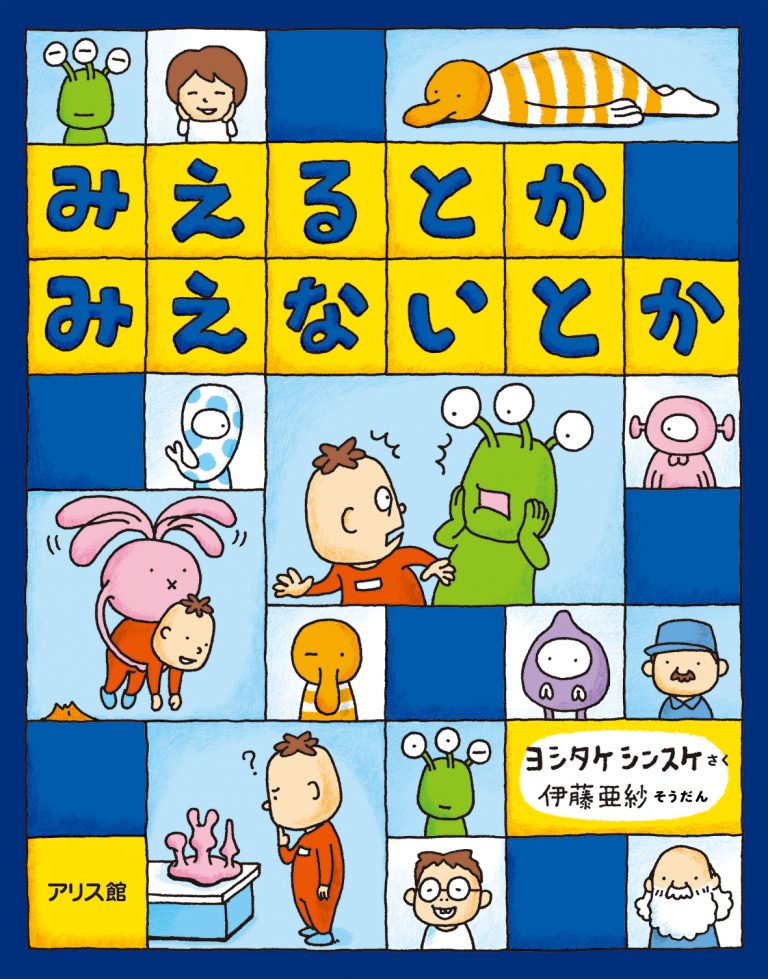 みえるとか
みえないとか
?
ヨシタケシンスケ さく
伊藤亜紗 そうだん
アリス館